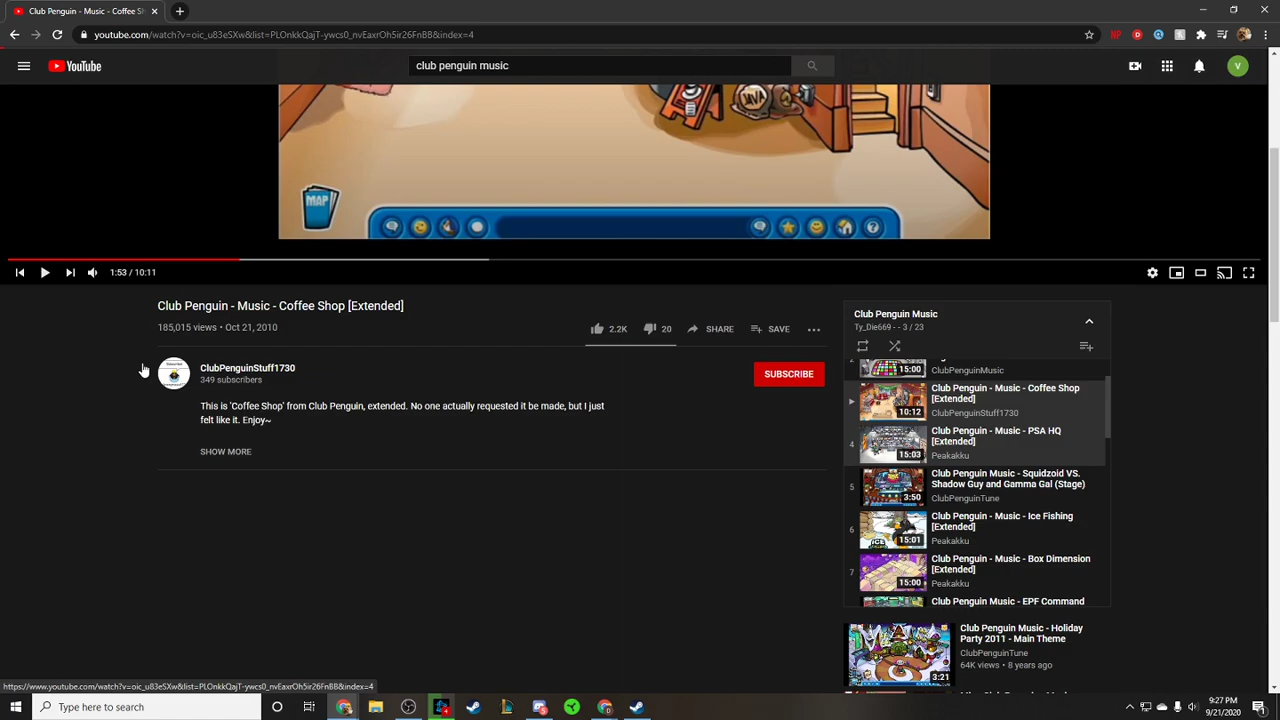 Club Penguin - Music - Coffee Sh
youtube.com/watch?v=oic_u83eSXw&list=PLOnkkQajT-ywcs0_nvEaxrOh5ir26FnBB&index=4
YouTube
club penguin music
V
JAVA
MAP
1:53 / 10:11
Club Penguin - Music - Coffee Shop [Extended]
185,015 views • Oct 21, 2010
2.2K
20
SHARE
SAVE
ClubPenguinStuff1730
349 subscribers
SUBSCRIBE
This is 'Coffee Shop' from Club Penguin, extended. No one actually requested it be made, but I just
felt like it. Enjoy~
SHOW MORE
Club Penguin Music
Ty_Die669 - - 3 / 23
2
15:00
ClubPenguinMusic
10:12
Club Penguin - Music - Coffee Shop
[Extended]
ClubPenguinStuff1730
4
15:03
Club Penguin - Music - PSA HQ
[Extended]
Peakakku
5
3:50
Club Penguin Music - Squidzoid VS.
Shadow Guy and Gamma Gal (Stage)
ClubPenguinTune
6
15:01
Club Penguin - Music - Ice Fishing
[Extended]
Peakakku
7
15:00
Club Penguin - Music - Box Dimension
[Extended]
Peakakku
Club Penguin Music - EPF Command
3:21
Club Penguin Music - Holiday
Party 2011 - Main Theme
ClubPenguinTune
64K views • 8 years ago
https://www.youtube.com/watch?v=oic_u83eSXw&list=PLOnkkQajT-ywcs0_nvEaxrOh5ir26FnBB&index=4
Type here to search
9:27 PM
9/21/2020